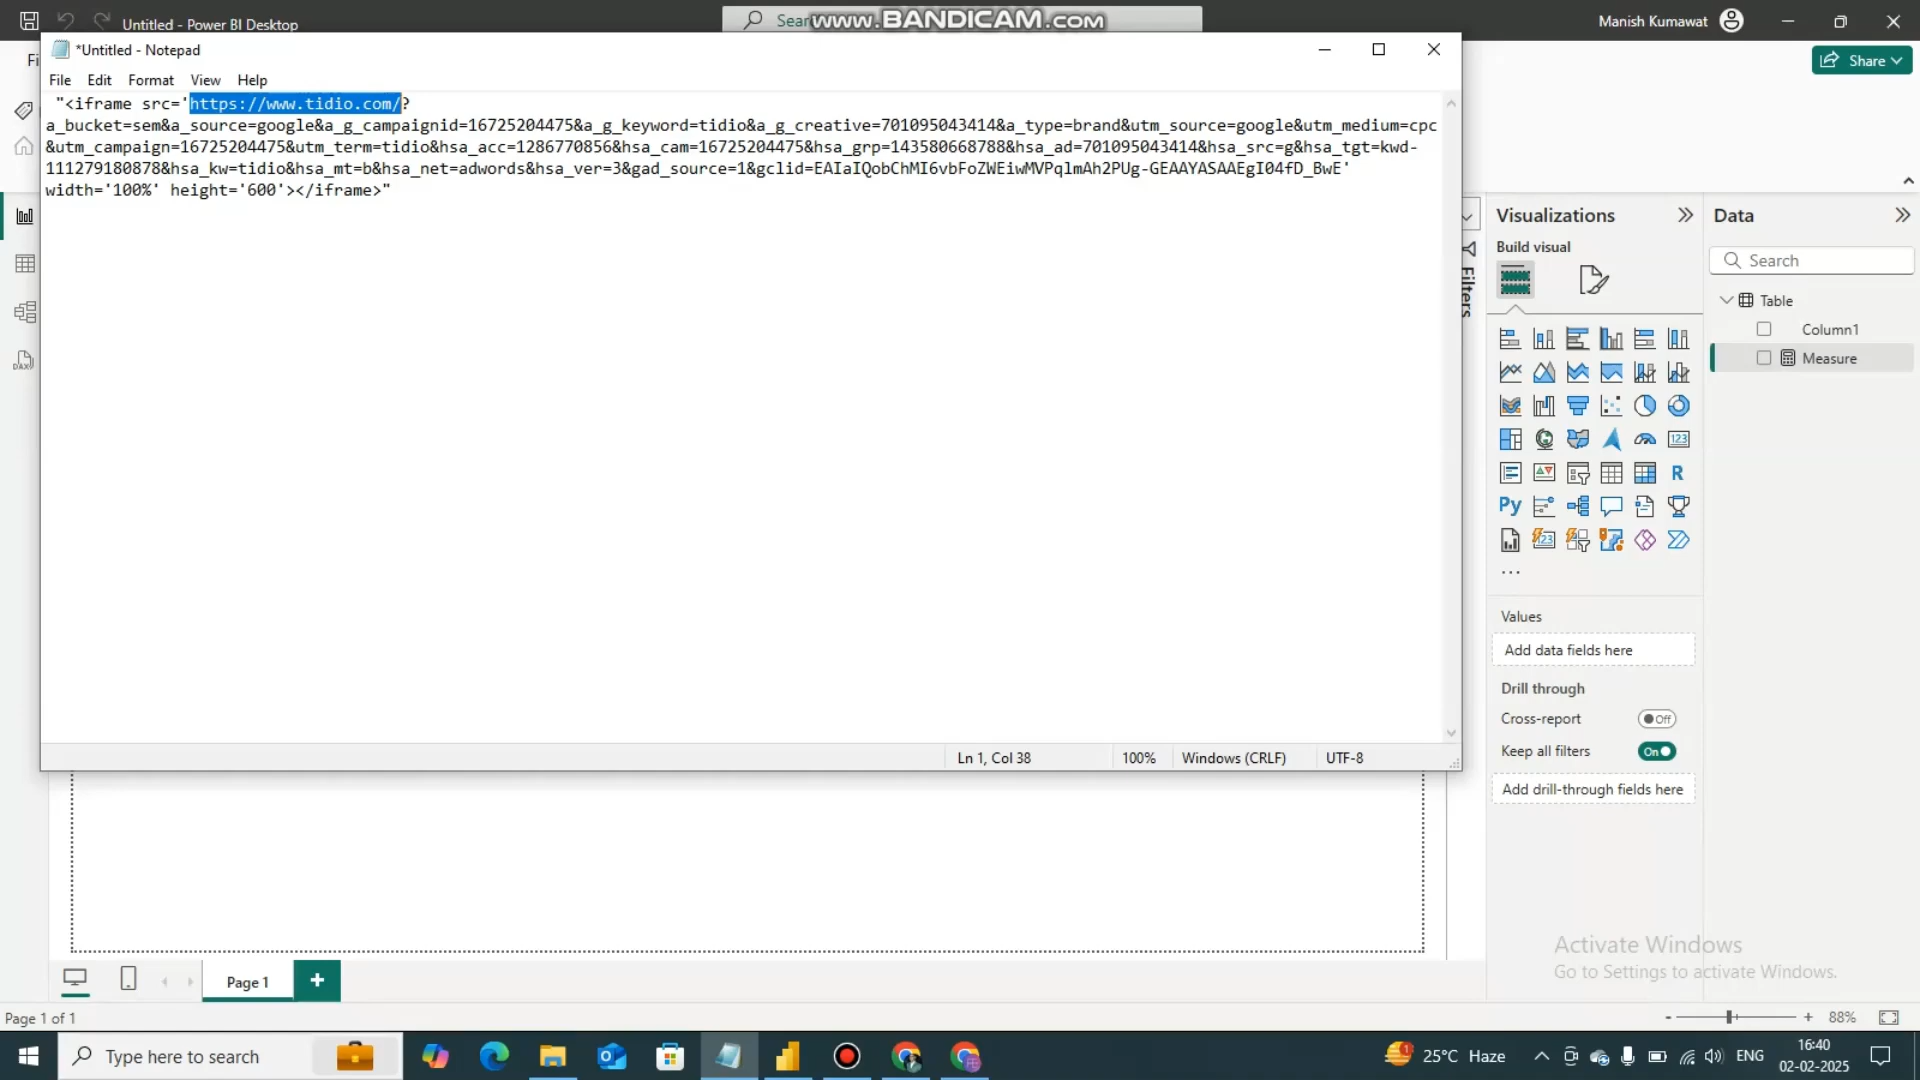 Untitled - Power BI Desktop
Sear
www.BANDICAM.com
Manish Kumawat
*Untitled - Notepad
Fi
Share
File Edit Format View Help
"<iframe src='https://www.tidio.com/?
a_bucket=sem&a_source=google&a_g_campaignid=16725204475&a_g_keyword=tidio&a_g_creative=701095043414&a_type=brand&utm_source=google&utm_medium=cpc
&utm_campaign=16725204475&utm_term=tidio&hsa_acc=1286770856&hsa_cam=16725204475&hsa_grp=143580668788&hsa_ad=701095043414&hsa_src=g&hsa_tgt=kwd-
111279180878&hsa_kw=tidio&hsa_mt=b&hsa_net=adwords&hsa_ver=3&gad_source=1&gclid=EAIaIQobChMI6vbFoZWEiwMVPqlmAh2PUg-GEAAYASAAEgI04fD_BwE'
width='100%' height='600'></iframe>"
Ln 1, Col 38
100%
Windows (CRLF)
UTF-8
Filters
Visualizations
Build visual
123
R
Py
123
...
Values
Add data fields here
Drill through
Cross-report
Off
Keep all filters
On
Add drill-through fields here
Data
Search
Table
Column1
Measure
DAX
Activate Windows
Go to Settings to activate Windows.
Page 1
+
Page 1 of 1
- + 88%
Type here to search
1
25°C Haze
ENG
16:40
02-02-2025